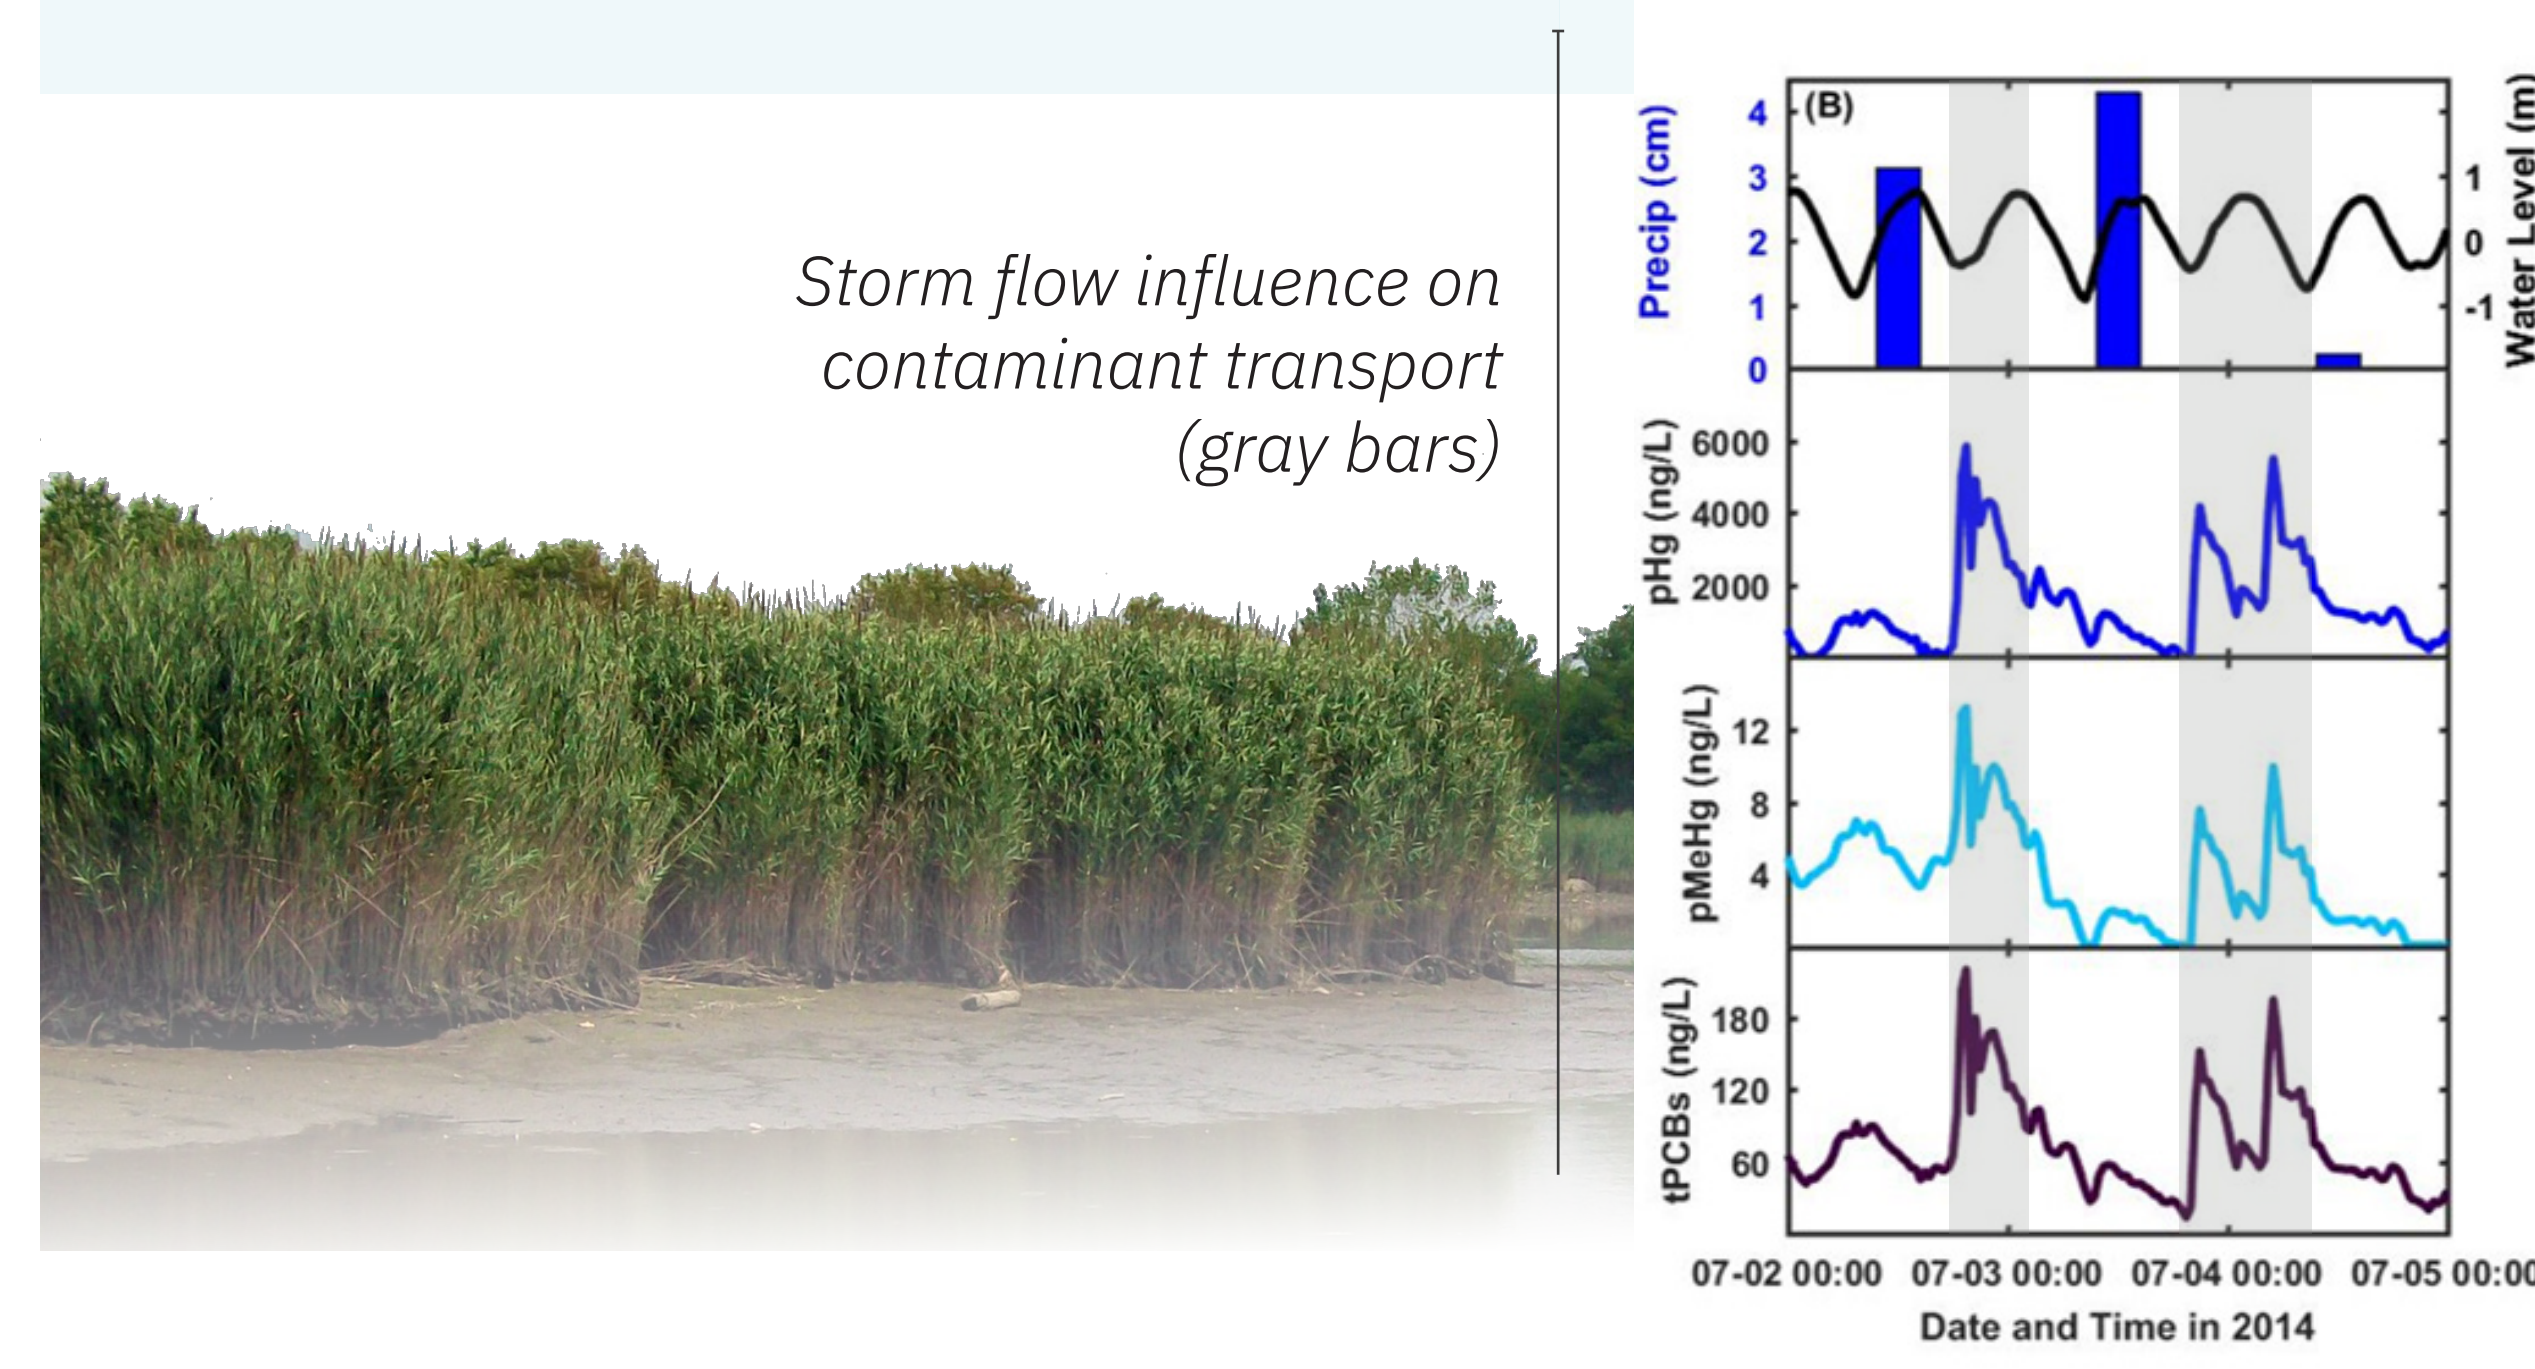 Storm flow influence on
contaminant transport
(gray bars)
(B)
Precip (cm)
4
3
2
1
0
Water Level (m)
1
0
-1
pHg (ng/L)
6000
4000
2000
pMeHg (ng/L)
12
8
4
tPCBs (ng/L)
180
120
60
07-02 00:00 07-03 00:00 07-04 00:00 07-05 00:00
Date and Time in 2014